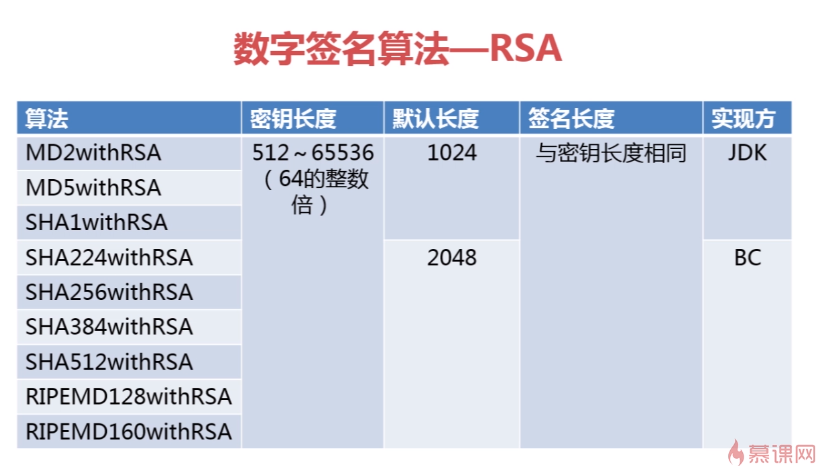 数字签名算法—RSA
算法 密钥长度 默认长度 签名长度 实现方
MD2withRSA 512～65536 1024 与密钥长度相同 JDK
（64的整数
MD5withRSA
倍）
SHA1withRSA
SHA224withRSA 2048 BC
SHA256withRSA
SHA384withRSA
SHA512withRSA
RIPEMD128withRSA
RIPEMD160withRSA
慕课网